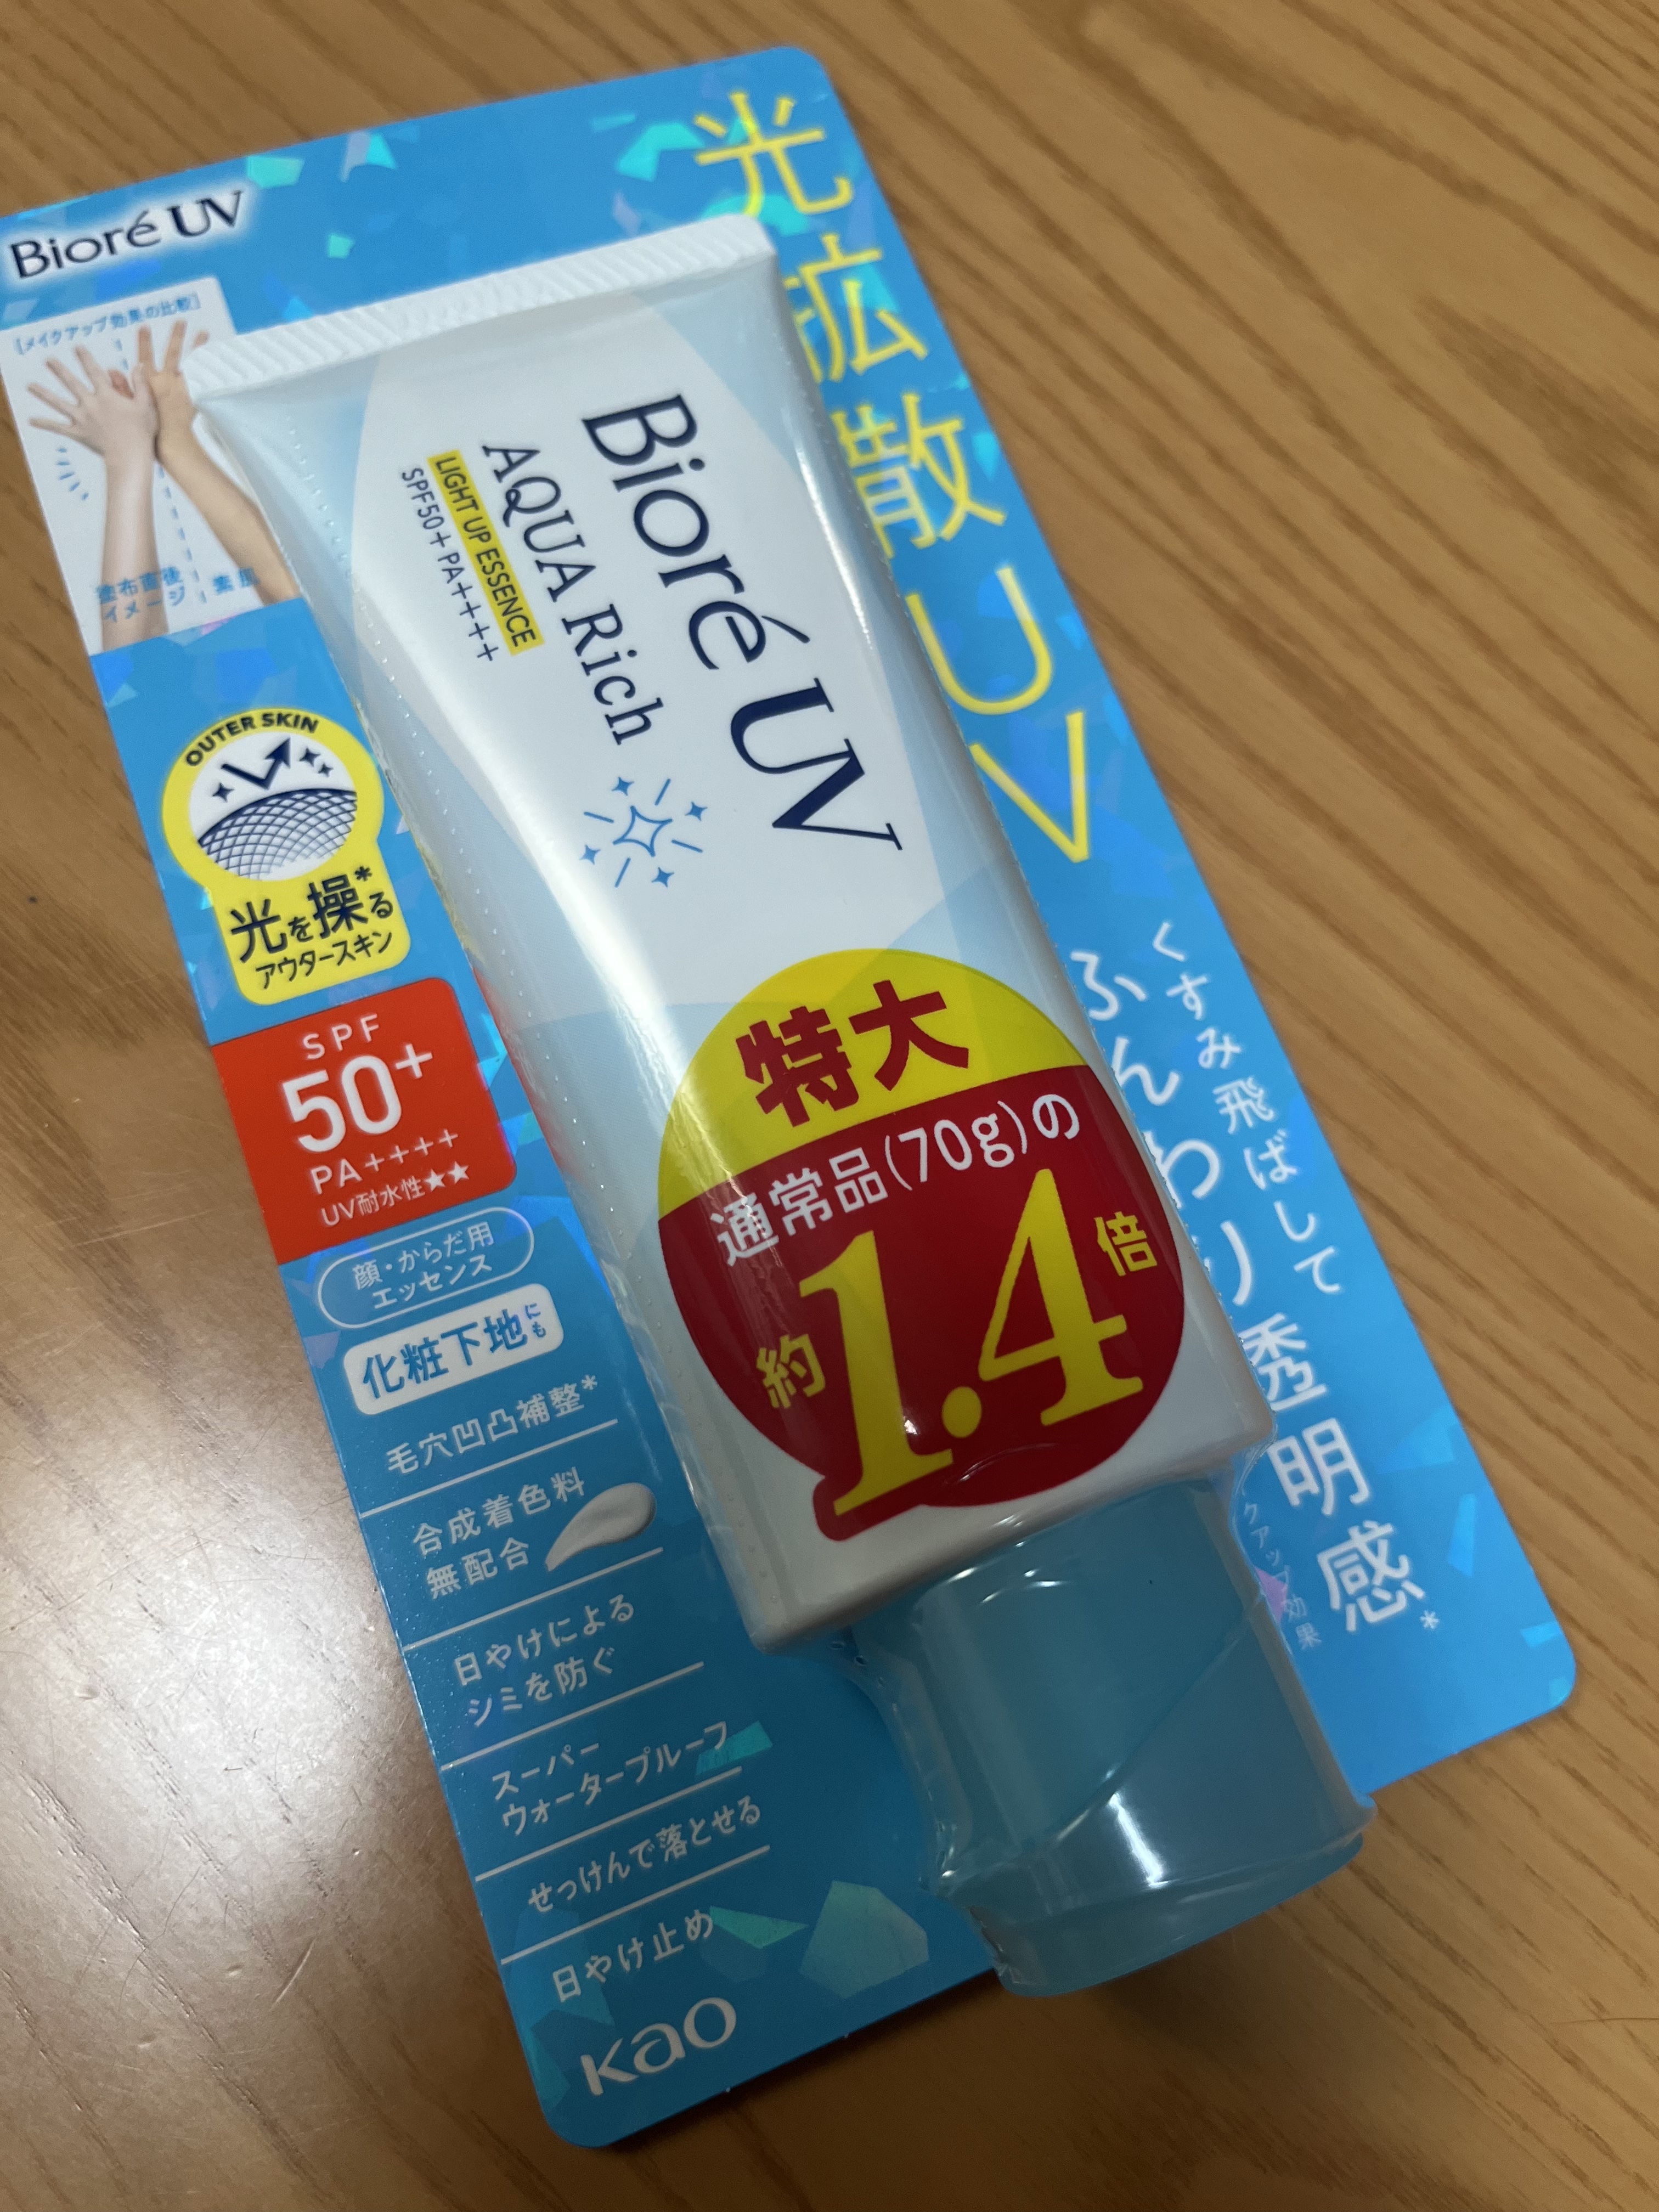 Bioré UV
光拡散UV
くすみ飛ばして
ふんわり透明感*
[メイクアップ効果の比較]
塗布直後
イメージ
素肌
Bioré UV
AQUA Rich
LIGHT UP ESSENCE
SPF50+ PA++++
OUTER SKIN
光を操る*
アウタースキン
SPF
50+
PA++++
UV耐水性★★
特大
通常品(70g)の
約1.4倍
顔・からだ用
エッセンス
化粧下地にも
毛穴凹凸補整*
合成着色料
無配合
日やけによる
シミを防ぐ
スーパー
ウォータープルーフ
せっけんで落とせる
日やけ止め
kao